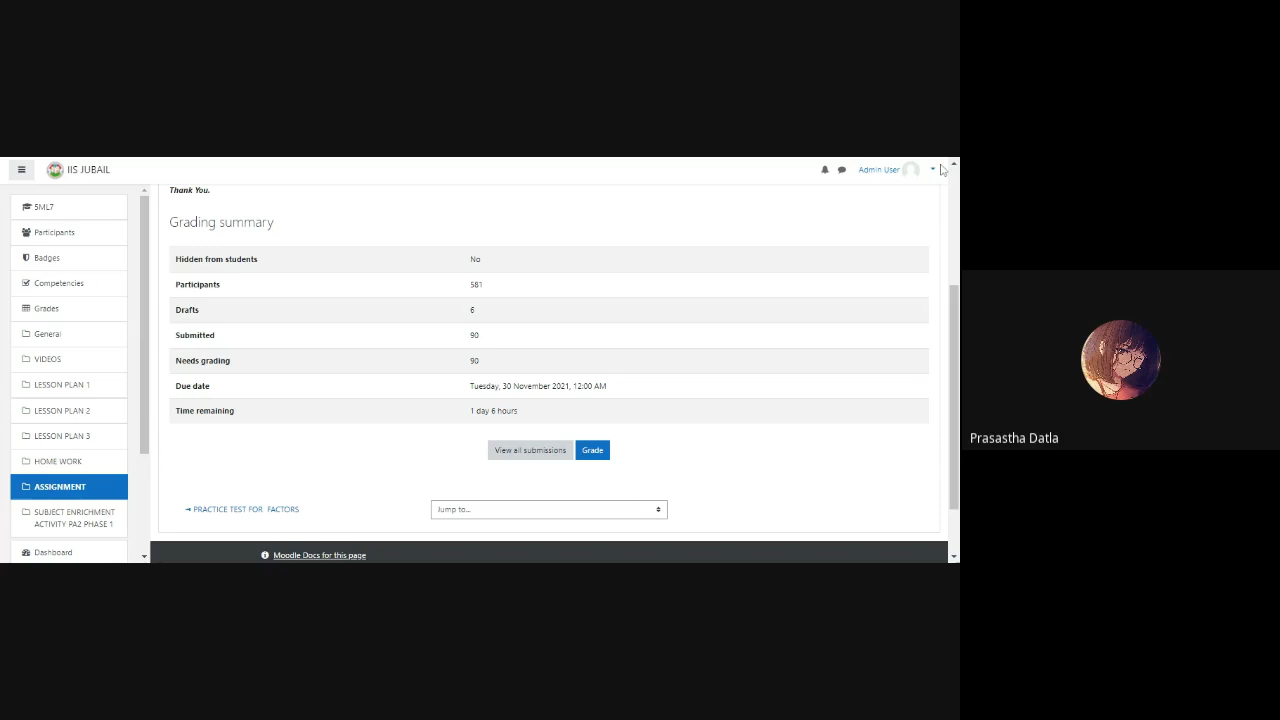 IIS JUBAIL
Admin User
Thank You.
Grading summary
Hidden from students No
Participants 581
Drafts 6
Submitted 90
Needs grading 90
Due date Tuesday, 30 November 2021, 12:00 AM
Time remaining 1 day 6 hours
View all submissions Grade
→ PRACTICE TEST FOR FACTORS
Jump to...
Moodle Docs for this page
5ML7
Participants
Badges
Competencies
Grades
General
VIDEOS
LESSON PLAN 1
LESSON PLAN 2
LESSON PLAN 3
HOME WORK
ASSIGNMENT
SUBJECT ENRICHMENT
ACTIVITY PA2 PHASE 1
Dashboard
Prasastha Datla